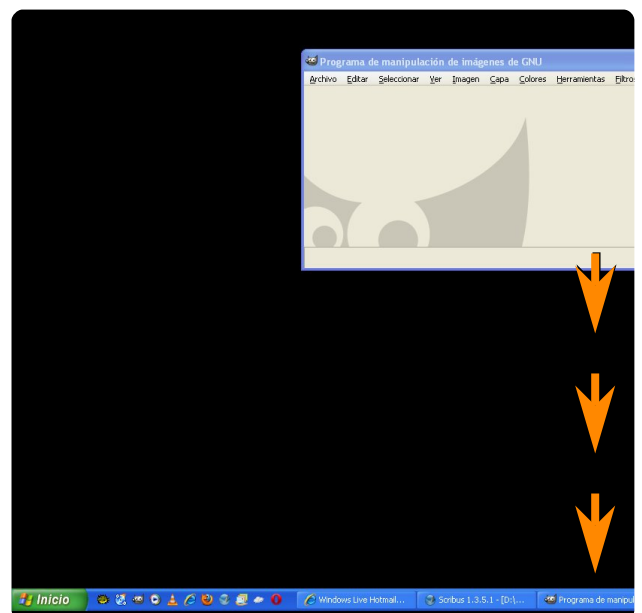 Programa de manipulación de imágenes de GNU
Archivo Editar Seleccionar Ver Imagen Capa Colores Herramientas Filtros
Inicio Windows Live Hotmail... Scribus 1.3.5.1 - [D:\... Programa de manipul